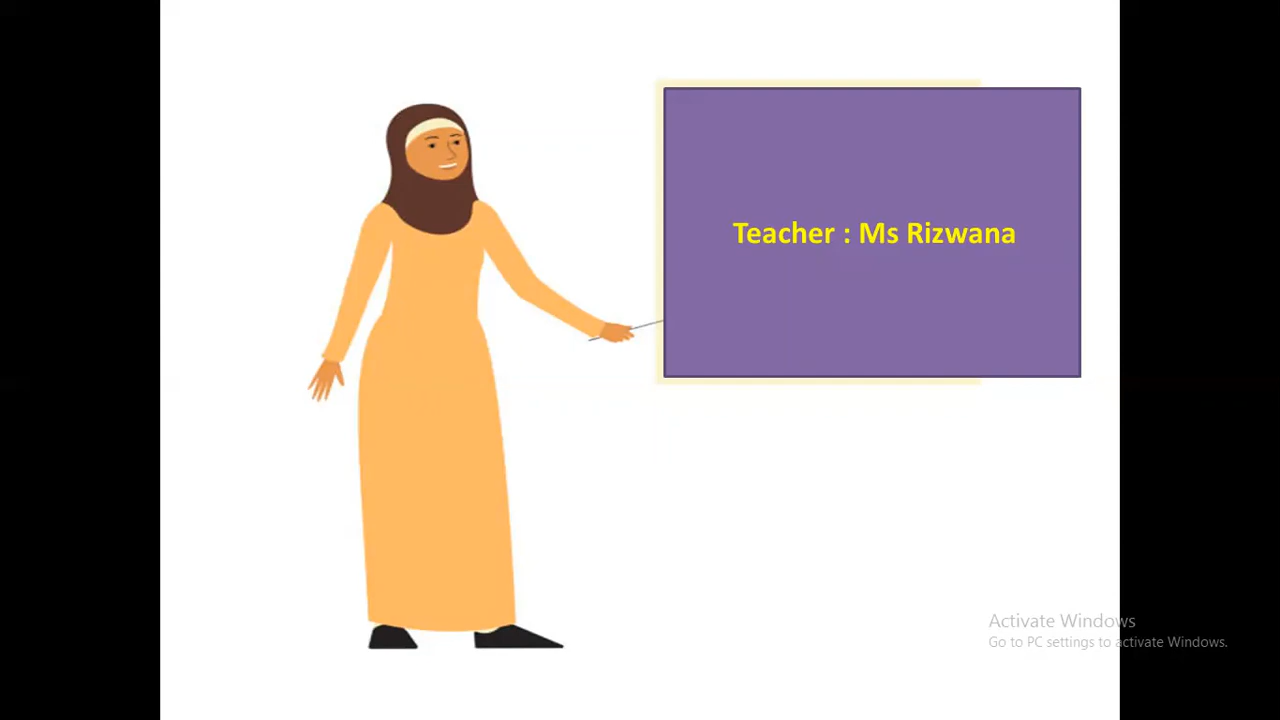 Teacher : Ms Rizwana
Activate Windows
Go to PC settings to activate Windows.